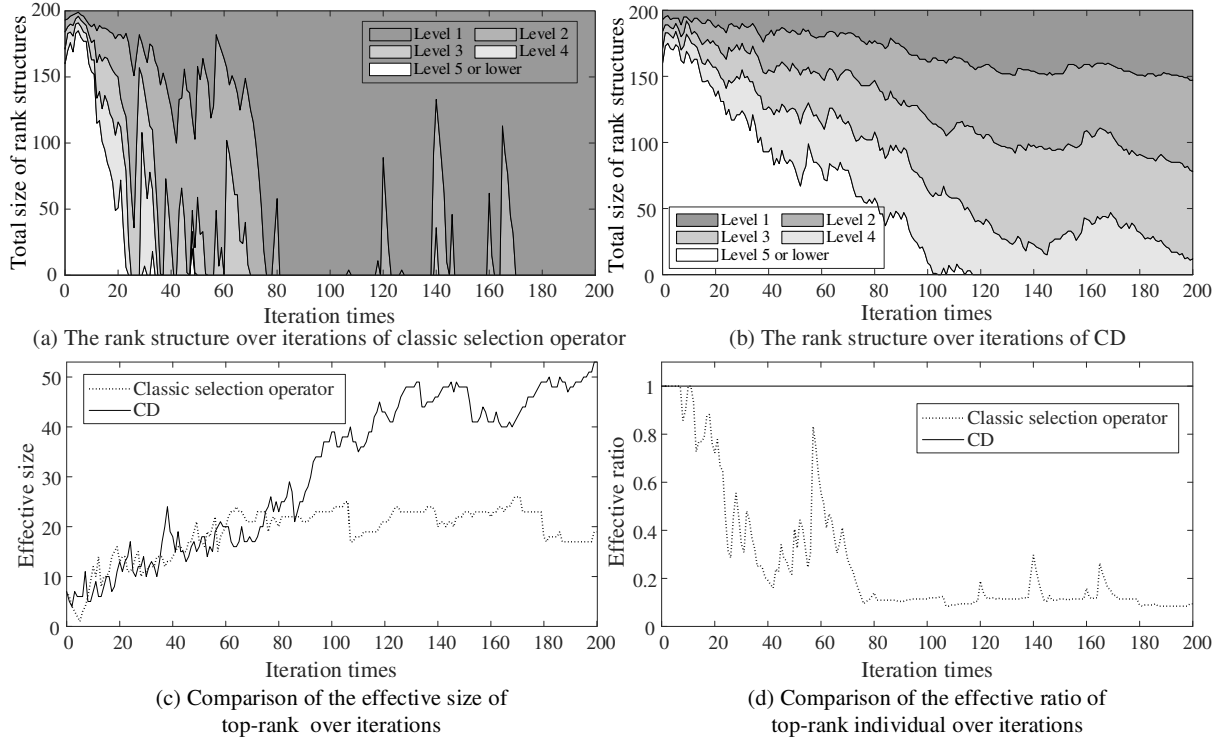 Total size of rank structures
200
150
100
50
0
Level 1
Level 2
Level 3
Level 4
Level 5 or lower
0 20 40 60 80 100 120 140 160 180 200
Iteration times
(a) The rank structure over iterations of classic selection operator
Total size of rank structures
200
150
100
50
0
Level 1
Level 2
Level 3
Level 4
Level 5 or lower
0 20 40 60 80 100 120 140 160 180 200
Iteration times
(b) The rank structure over iterations of CD
Effective size
50
40
30
20
10
0
Classic selection operator
CD
0 20 40 60 80 100 120 140 160 180 200
Iteration times
(c) Comparison of the effective size of
top-rank over iterations
Effective ratio
1
0.8
0.6
0.4
0.2
0
Classic selection operator
CD
0 20 40 60 80 100 120 140 160 180 200
Iteration times
(d) Comparison of the effective ratio of
top-rank individual over iterations